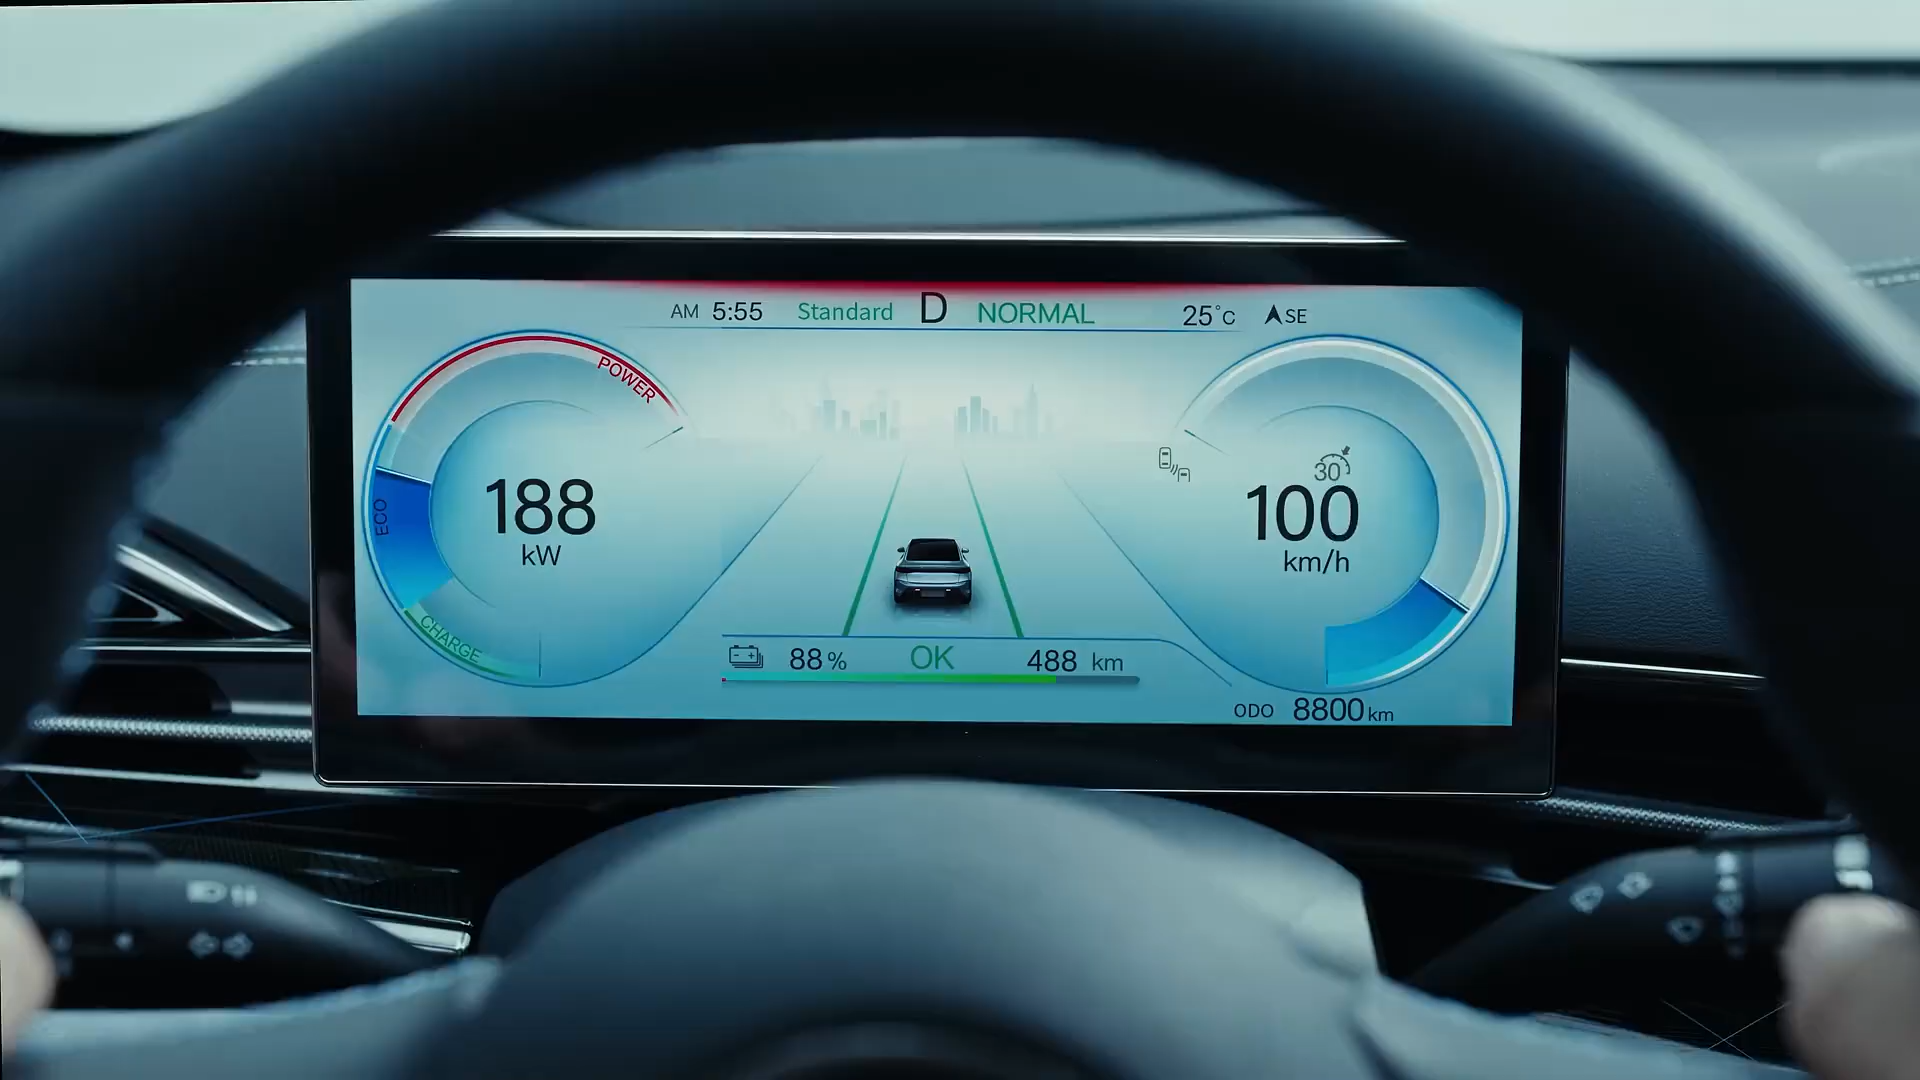 AM 5:55 Standard D NORMAL 25°C SE
POWER
ECO
CHARGE
188
kW
30
100
km/h
88% OK 488 km
ODO 8800km